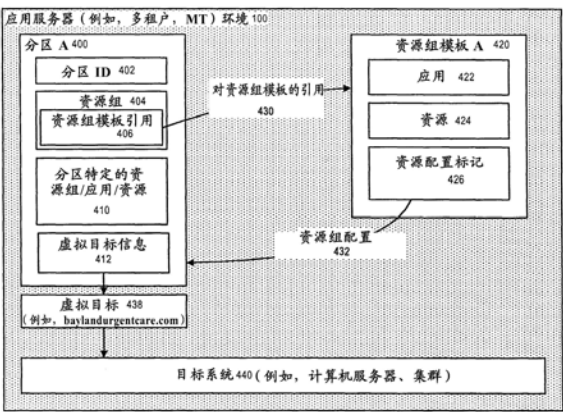 应用服务器（例如，多租户，MT）环境 100
分区 A 400
分区 ID 402
资源组 404
资源组模板引用
406
分区特定的资
源组/应用/资源
410
虚拟目标信息
412
虚拟目标 438
(例如，baylandurgentcare.com)
对资源组模板的引用
430
资源组模板 A 420
应用 422
资源 424
资源配置标记
426
资源组配置
432
目标系统440(例如，计算机服务器、集群)